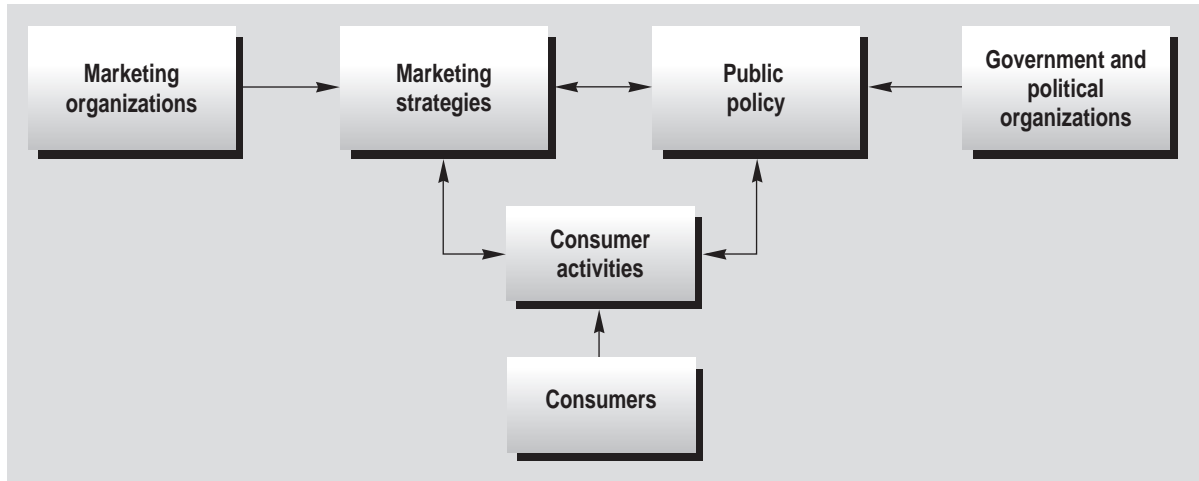 Marketing
organizations
Marketing
strategies
Public
policy
Government and
political
organizations
Consumer
activities
Consumers